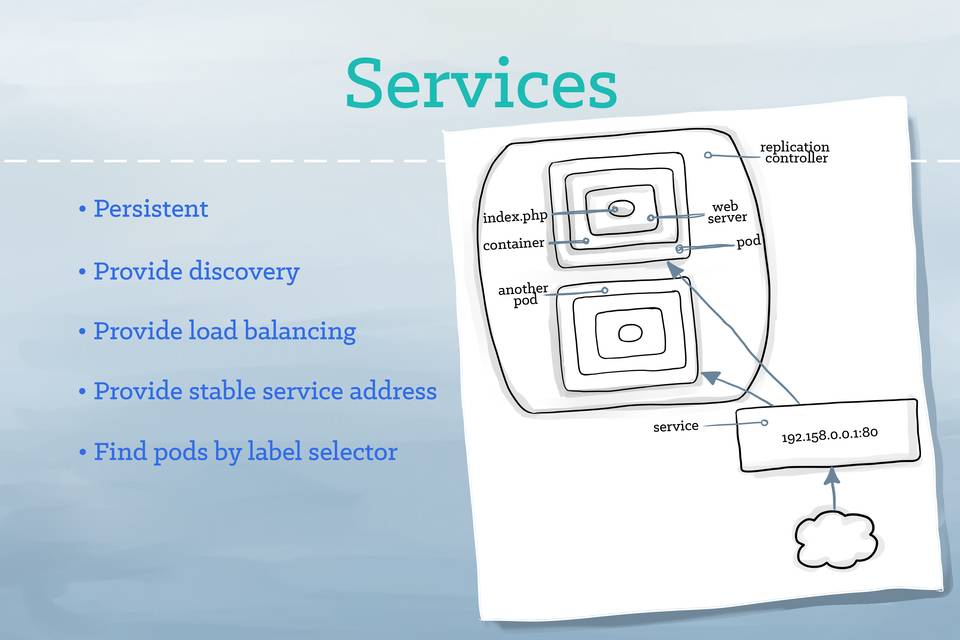 Services
• Persistent
• Provide discovery
• Provide load balancing
• Provide stable service address
• Find pods by label selector
replication
controller
index.php
web
server
container
pod
another
pod
service
192.158.0.0.1:80